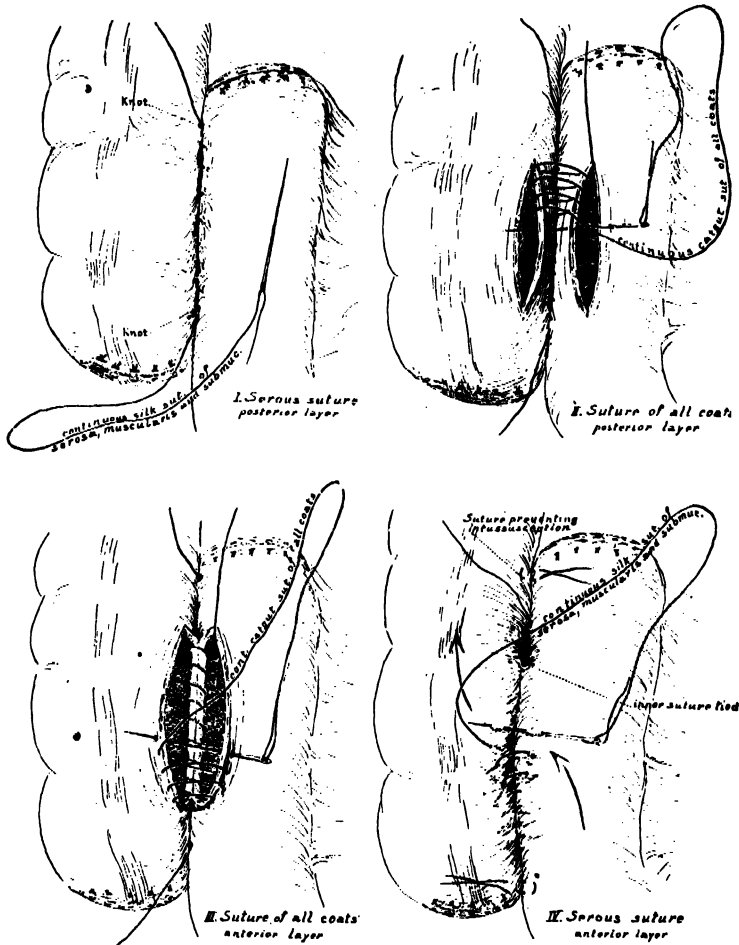 Knot
knot
continuous silk sut. of
serosa, muscularis and submuc.
I. Serous suture
posterior layer
continuous catgut sut. of all coats
II. Suture of all coats
posterior layer
cont. catgut sut. of all coats
III. Suture of all coats
anterior layer
Suture preventing
intussusception
continuous silk sut. of
serosa, muscularis and submuc.
inner suture tied
IV. Serous suture
anterior layer